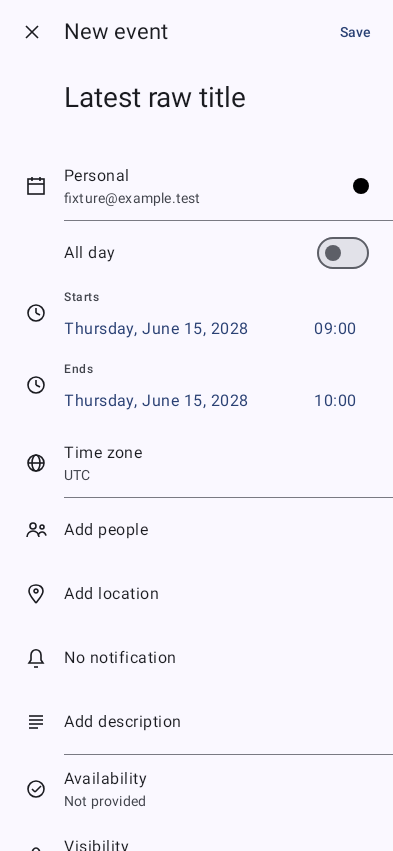 New event
Save
Latest raw title
Personal
fixture@example.test
All day
Starts
Thursday, June 15, 2028 09:00
Ends
Thursday, June 15, 2028 10:00
Time zone
UTC
Add people
Add location
No notification
Add description
Availability
Not provided
Visibility